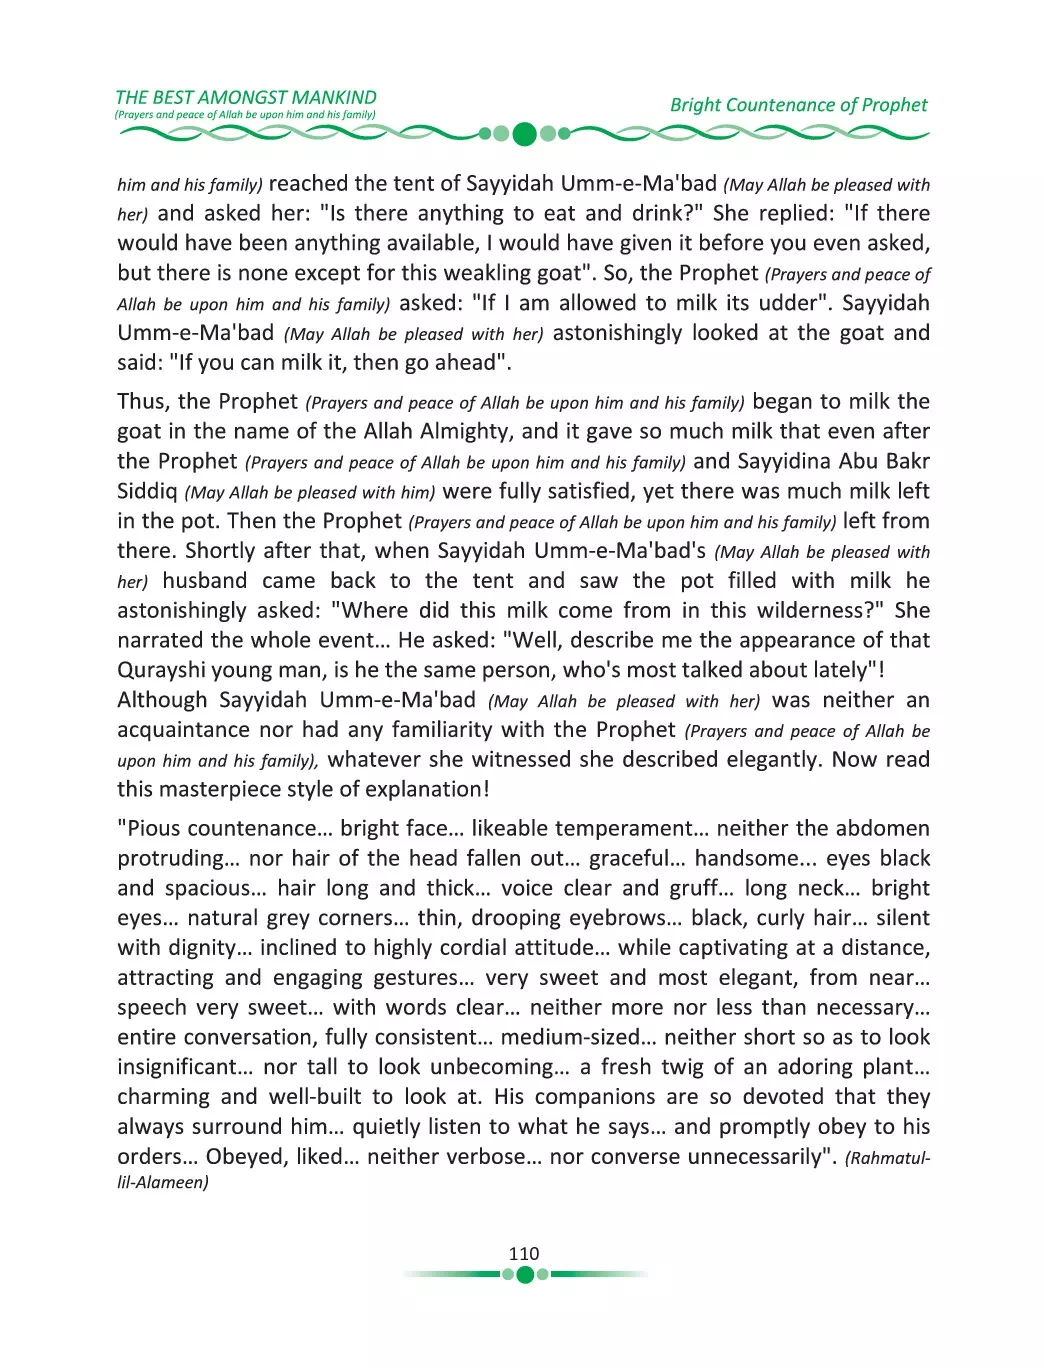 THE BEST AMONGST MANKIND
(Prayers and peace of Allah be upon him and his family)
Bright Countenance of Prophet
him and his family) reached the tent of Sayyidah Umm-e-Ma'bad (May Allah be pleased with
her) and asked her: "Is there anything to eat and drink?" She replied: "If there
would have been anything available, I would have given it before you even asked,
but there is none except for this weakling goat". So, the Prophet (Prayers and peace of
Allah be upon him and his family) asked: "If I am allowed to milk its udder". Sayyidah
Umm-e-Ma'bad (May Allah be pleased with her) astonishingly looked at the goat and
said: "If you can milk it, then go ahead".
Thus, the Prophet (Prayers and peace of Allah be upon him and his family) began to milk the
goat in the name of the Allah Almighty, and it gave so much milk that even after
the Prophet (Prayers and peace of Allah be upon him and his family) and Sayyidina Abu Bakr
Siddiq (May Allah be pleased with him) were fully satisfied, yet there was much milk left
in the pot. Then the Prophet (Prayers and peace of Allah be upon him and his family) left from
there. Shortly after that, when Sayyidah Umm-e-Ma'bad's (May Allah be pleased with
her) husband came back to the tent and saw the pot filled with milk he
astonishingly asked: "Where did this milk come from in this wilderness?" She
narrated the whole event... He asked: "Well, describe me the appearance of that
Qurayshi young man, is he the same person, who's most talked about lately"!
Although Sayyidah Umm-e-Ma'bad (May Allah be pleased with her) was neither an
acquaintance nor had any familiarity with the Prophet (Prayers and peace of Allah be
upon him and his family), whatever she witnessed she described elegantly. Now read
this masterpiece style of explanation!
"Pious countenance... bright face... likeable temperament... neither the abdomen
protruding... nor hair of the head fallen out... graceful... handsome... eyes black
and spacious... hair long and thick... voice clear and gruff... long neck... bright
eyes... natural grey corners... thin, drooping eyebrows... black, curly hair... silent
with dignity... inclined to highly cordial attitude... while captivating at a distance,
attracting and engaging gestures... very sweet and most elegant, from near...
speech very sweet... with words clear... neither more nor less than necessary...
entire conversation, fully consistent... medium-sized... neither short so as to look
insignificant... nor tall to look unbecoming... a fresh twig of an adoring plant...
charming and well-built to look at. His companions are so devoted that they
always surround him... quietly listen to what he says... and promptly obey to his
orders... Obeyed, liked... neither verbose... nor converse unnecessarily". (Rahmatul-
lil-Alameen)
110